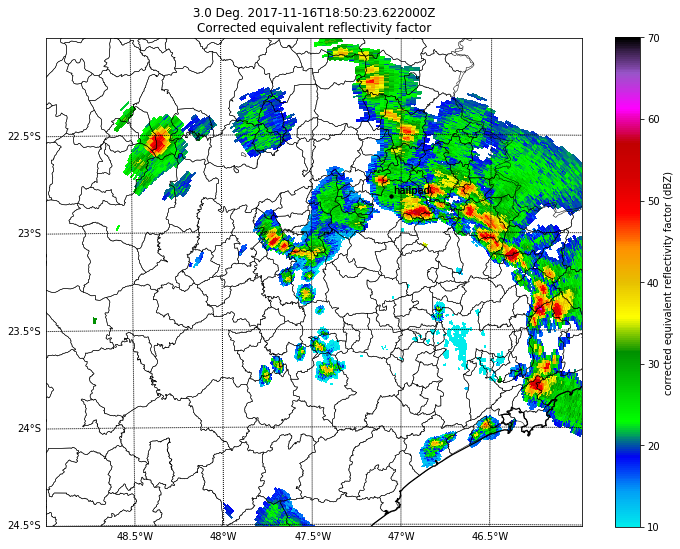 3.0 Deg. 2017-11-16T18:50:23.622000Z
Corrected equivalent reflectivity factor
22.5°S
23°S
23.5°S
24°S
24.5°S
48.5°W
48°W
47.5°W
47°W
46.5°W
hailpad
70
60
50
40
30
20
10
corrected equivalent reflectivity factor (dBZ)